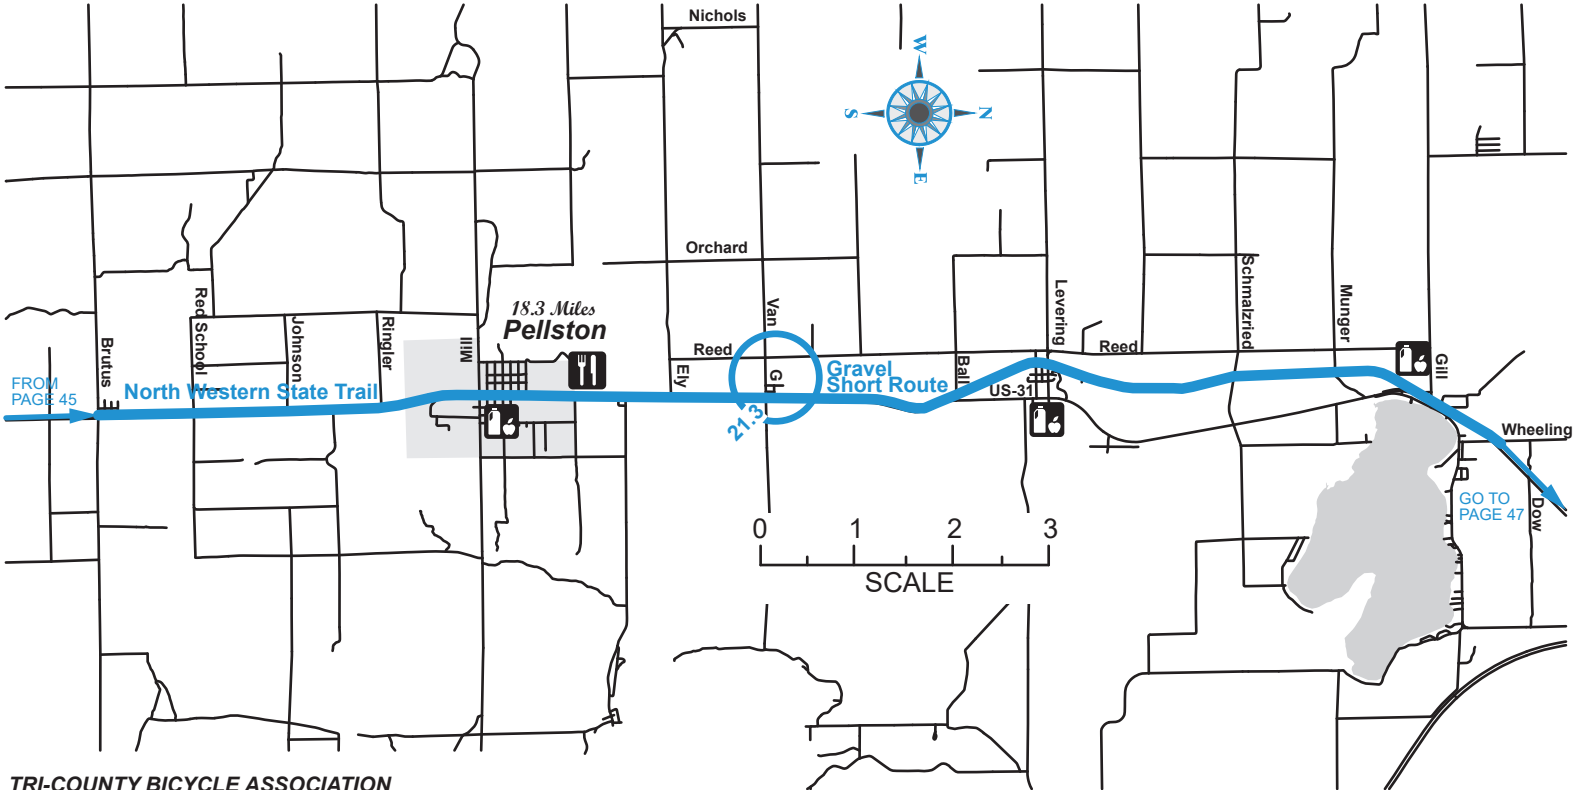 Nichols
W
S
N
E
Orchard
Red School
Johnson
Ringler
Mill
Brutus
18.3 Miles
Pellston
Van
Levering
Schmalzried
Munger
Reed
Reed
Ely
Gravel
Short Route
Ball
US-31
Gill
FROM
PAGE 45
North Western State Trail
21.3
Wheeling
GO TO
PAGE 47
Dow
0 1 2 3
SCALE
TRI-COUNTY BICYCLE ASSOCIATION